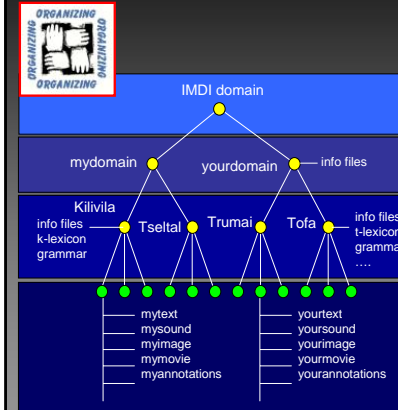 ORGANIZING
ORGANIZING
ORGANIZING
ORGANIZING
IMDI domain
mydomain
yourdomain
info files
Kilivila
info files
k-lexicon
grammar
Tseltal
Trumai
Tofa
info files
t-lexicon
gramma
....
mytext
mysound
myimage
mymovie
myannotations
yourtext
yoursound
yourimage
yourmovie
yourannotations